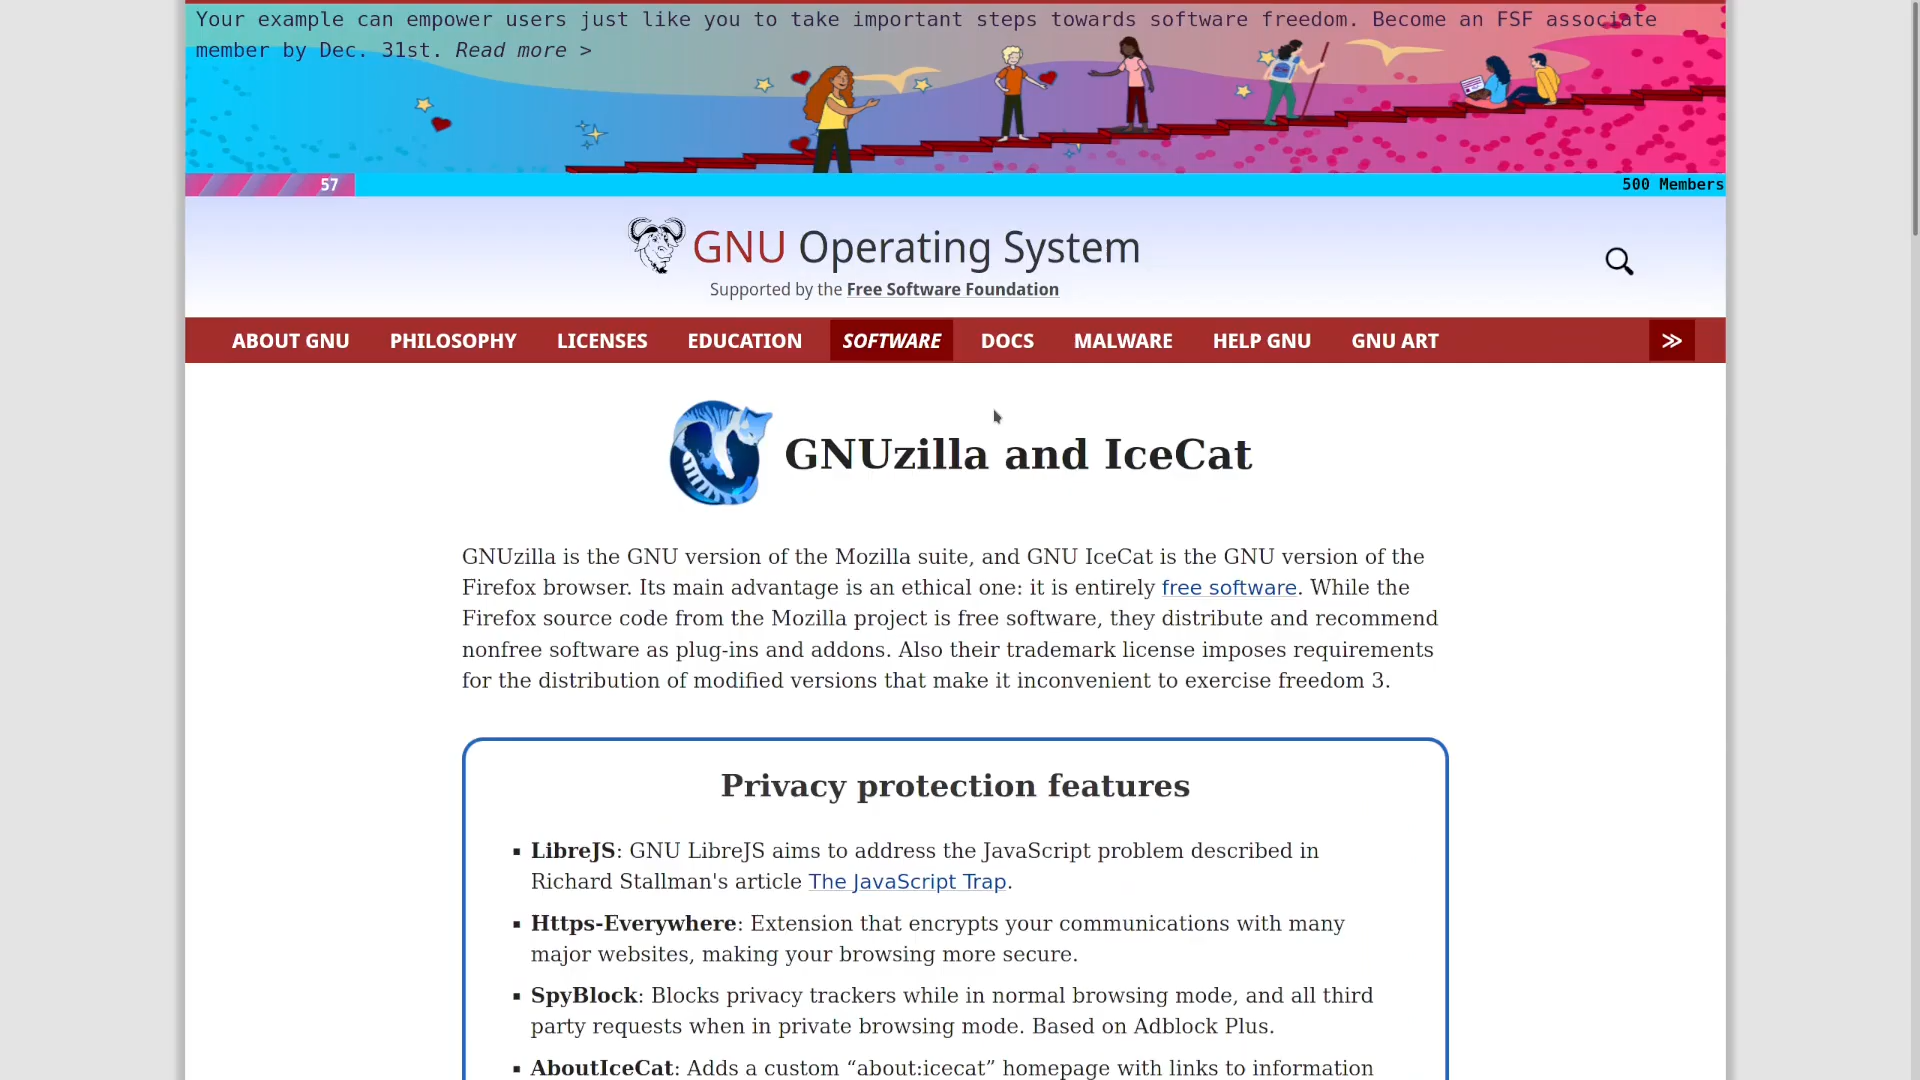 Your example can empower users just like you to take important steps towards software freedom. Become an FSF associate
member by Dec. 31st. Read more >
57
500 Members
GNU Operating System
Supported by the Free Software Foundation
ABOUT GNU PHILOSOPHY LICENSES EDUCATION SOFTWARE DOCS MALWARE HELP GNU GNU ART ≫
GNUzilla and IceCat
GNUzilla is the GNU version of the Mozilla suite, and GNU IceCat is the GNU version of the
Firefox browser. Its main advantage is an ethical one: it is entirely free software. While the
Firefox source code from the Mozilla project is free software, they distribute and recommend
nonfree software as plug-ins and addons. Also their trademark license imposes requirements
for the distribution of modified versions that make it inconvenient to exercise freedom 3.
Privacy protection features
▪ LibreJS: GNU LibreJS aims to address the JavaScript problem described in
Richard Stallman's article The JavaScript Trap.
▪ Https-Everywhere: Extension that encrypts your communications with many
major websites, making your browsing more secure.
▪ SpyBlock: Blocks privacy trackers while in normal browsing mode, and all third
party requests when in private browsing mode. Based on Adblock Plus.
▪ AboutIceCat: Adds a custom “about:icecat” homepage with links to information